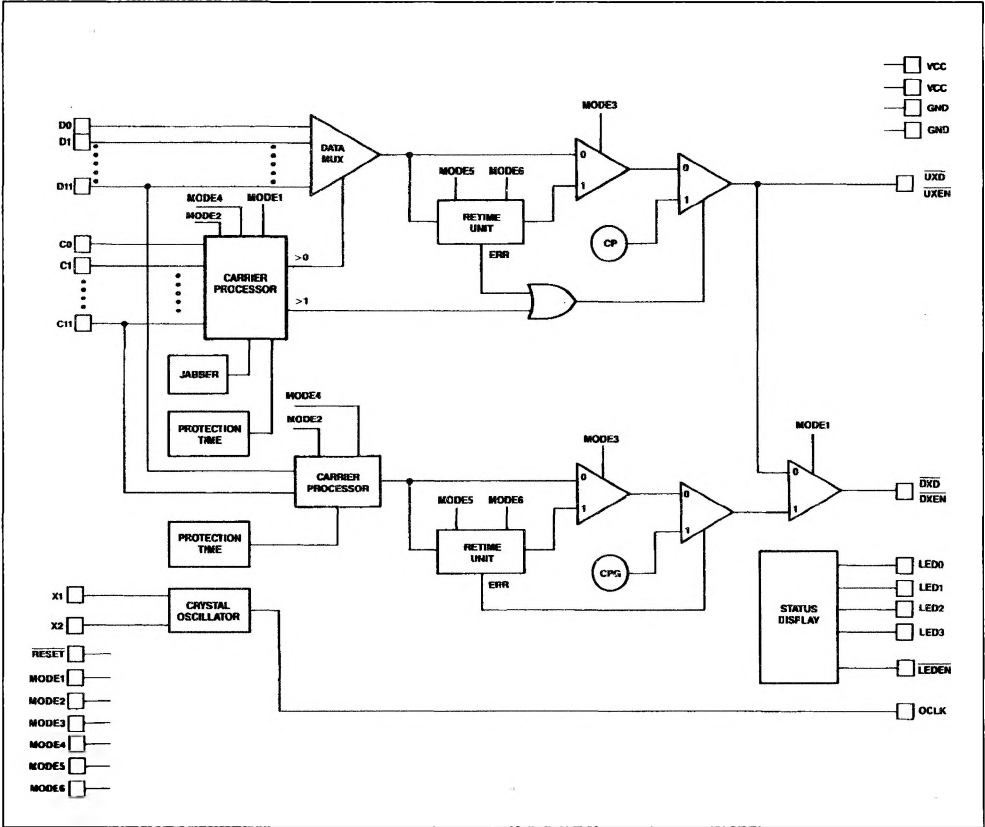 VCC
VCC
GND
GND
MODE3
D0
D1
D11
DATA
MUX
0
1
MODE5 MODE6
RETIME
UNIT
ERR
0
1
CP
UXD
UXEN
MODE4
MODE1
MODE2
C0
C1
C11
CARRIER
PROCESSOR
>0
>1
JABBER
PROTECTION
TIME
MODE4
MODE2
CARRIER
PROCESSOR
PROTECTION
TIME
MODE3
0
1
MODE5 MODE6
RETIME
UNIT
ERR
0
1
CPG
MODE1
0
1
DXD
DXEN
X1
X2
CRYSTAL
OSCILLATOR
STATUS
DISPLAY
LED0
LED1
LED2
LED3
LEDEN
OCLK
RESET
MODE1
MODE2
MODE3
MODE4
MODE5
MODE6